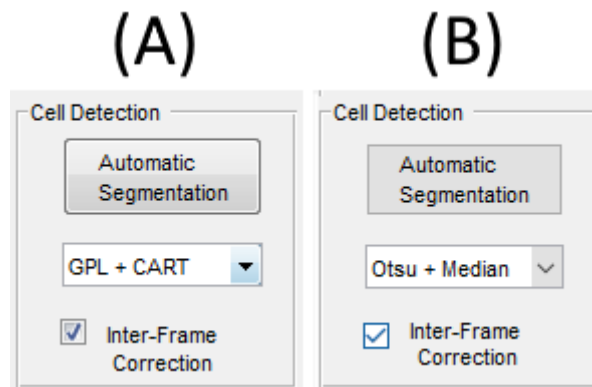 (A)
Cell Detection
Automatic
Segmentation
GPL + CART
Inter-Frame
Correction
(B)
Cell Detection
Automatic
Segmentation
Otsu + Median
Inter-Frame
Correction